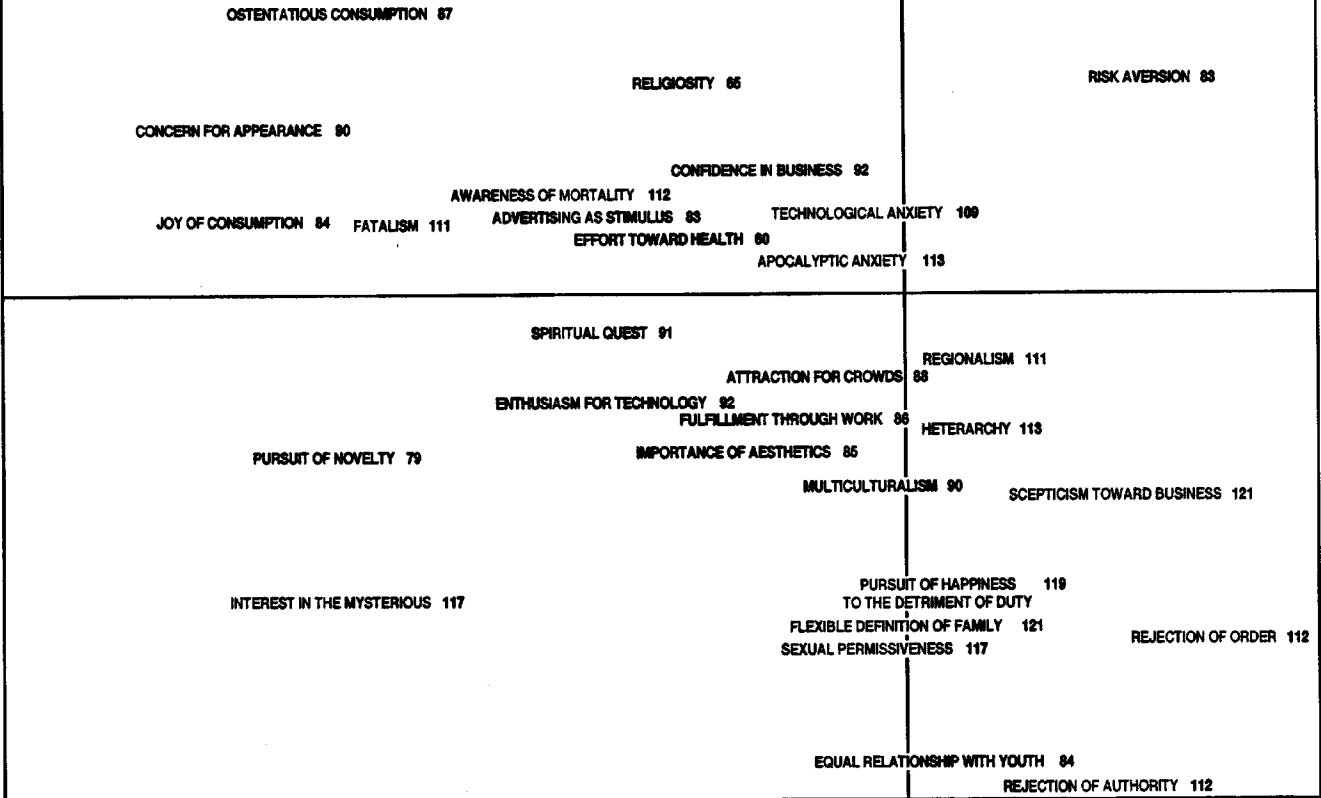 OSTENTATIOUS CONSUMPTION 87
RELIGIOSITY 65
RISK AVERSION 83
CONCERN FOR APPEARANCE 90
CONFIDENCE IN BUSINESS 92
AWARENESS OF MORTALITY 112
TECHNOLOGICAL ANXIETY 109
ADVERTISING AS STIMULUS 83
JOY OF CONSUMPTION 84
FATALISM 111
EFFORT TOWARD HEALTH 60
APOCALYPTIC ANXIETY 113
SPIRITUAL QUEST 91
REGIONALISM 111
ATTRACTION FOR CROWDS 88
ENTHUSIASM FOR TECHNOLOGY 92
FULFILLMENT THROUGH WORK 86
HETERARCHY 113
IMPORTANCE OF AESTHETICS 85
PURSUIT OF NOVELTY 79
MULTICULTURALISM 90
SCEPTICISM TOWARD BUSINESS 121
PURSUIT OF HAPPINESS 119
TO THE DETRIMENT OF DUTY
INTEREST IN THE MYSTERIOUS 117
FLEXIBLE DEFINITION OF FAMILY 121
REJECTION OF ORDER 112
SEXUAL PERMISSIVENESS 117
EQUAL RELATIONSHIP WITH YOUTH 84
REJECTION OF AUTHORITY 112